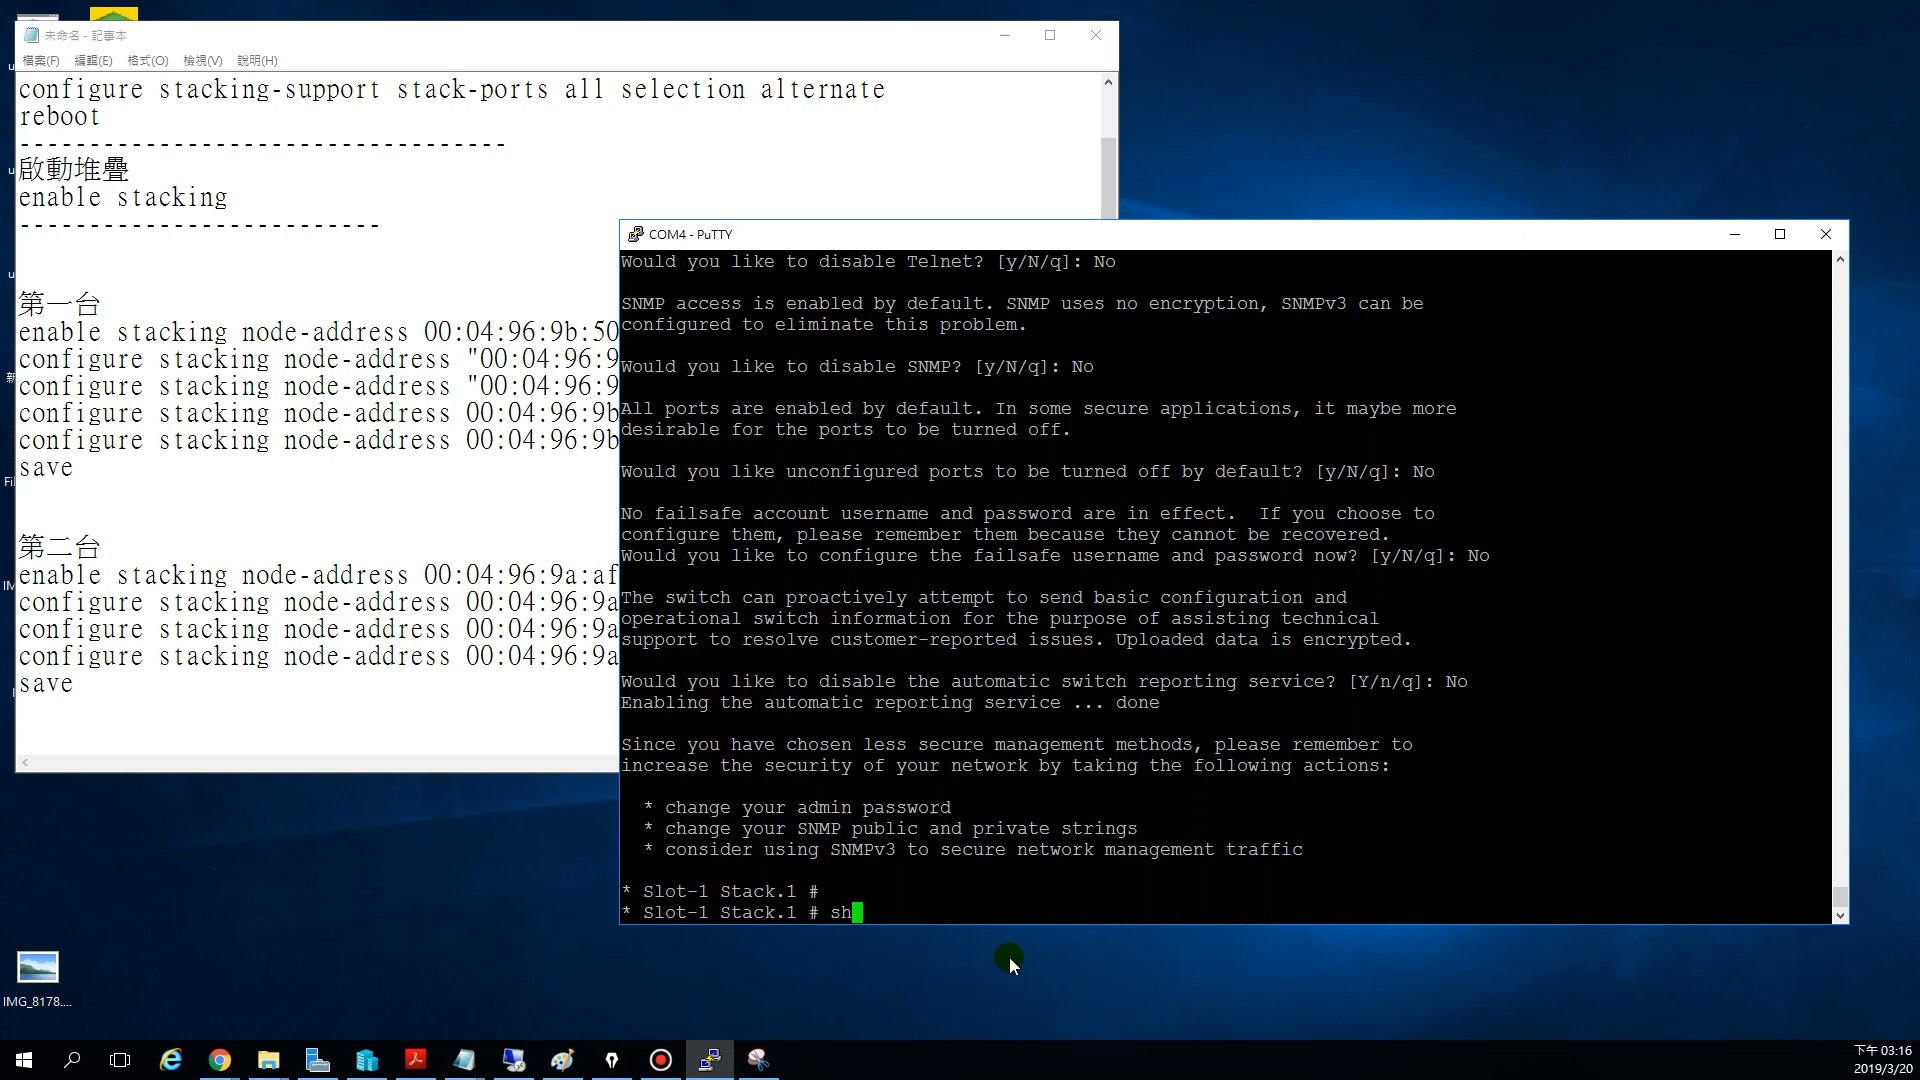 未命名 - 記事本
檔案(F) 編輯(E) 格式(O) 檢視(V) 說明(H)
configure stacking-support stack-ports all selection alternate
reboot
-----------------------------------
啟動堆疊
enable stacking
--------------------------
第一台
enable stacking node-address 00:04:96:9b:50
configure stacking node-address "00:04:96:9
configure stacking node-address "00:04:96:9
configure stacking node-address 00:04:96:9b
configure stacking node-address 00:04:96:9b
save
第二台
enable stacking node-address 00:04:96:9a:af
configure stacking node-address 00:04:96:9a
configure stacking node-address 00:04:96:9a
configure stacking node-address 00:04:96:9a
save
COM4 - PuTTY
Would you like to disable Telnet? [y/N/q]: No
SNMP access is enabled by default. SNMP uses no encryption, SNMPv3 can be
configured to eliminate this problem.
Would you like to disable SNMP? [y/N/q]: No
All ports are enabled by default. In some secure applications, it maybe more
desirable for the ports to be turned off.
Would you like unconfigured ports to be turned off by default? [y/N/q]: No
No failsafe account username and password are in effect.  If you choose to
configure them, please remember them because they cannot be recovered.
Would you like to configure the failsafe username and password now? [y/N/q]: No
The switch can proactively attempt to send basic configuration and
operational switch information for the purpose of assisting technical
support to resolve customer-reported issues. Uploaded data is encrypted.
Would you like to disable the automatic switch reporting service? [Y/n/q]: No
Enabling the automatic reporting service ... done
Since you have chosen less secure management methods, please remember to
increase the security of your network by taking the following actions:
* change your admin password
* change your SNMP public and private strings
* consider using SNMPv3 to secure network management traffic
* Slot-1 Stack.1 #
* Slot-1 Stack.1 # sh
IMG_8178....
下午 03:16
2019/3/20